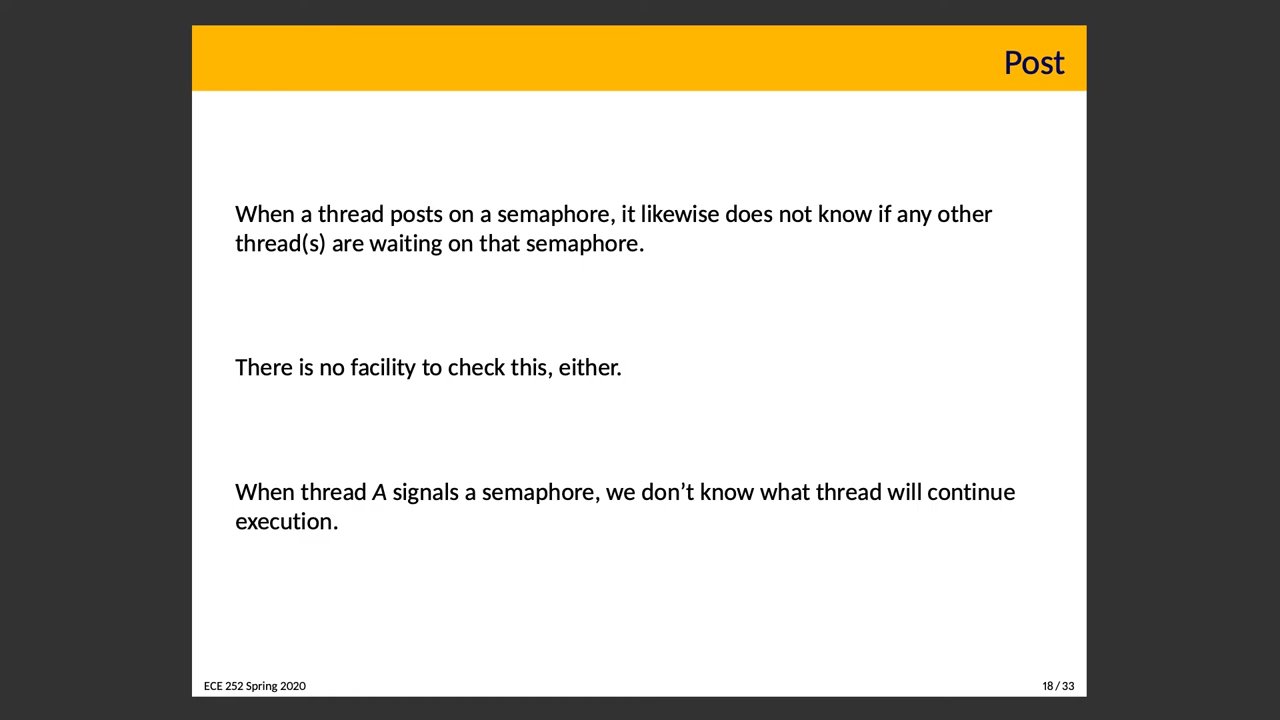 Post
When a thread posts on a semaphore, it likewise does not know if any other
thread(s) are waiting on that semaphore.
There is no facility to check this, either.
When thread A signals a semaphore, we don’t know what thread will continue
execution.
ECE 252 Spring 2020
18 / 33